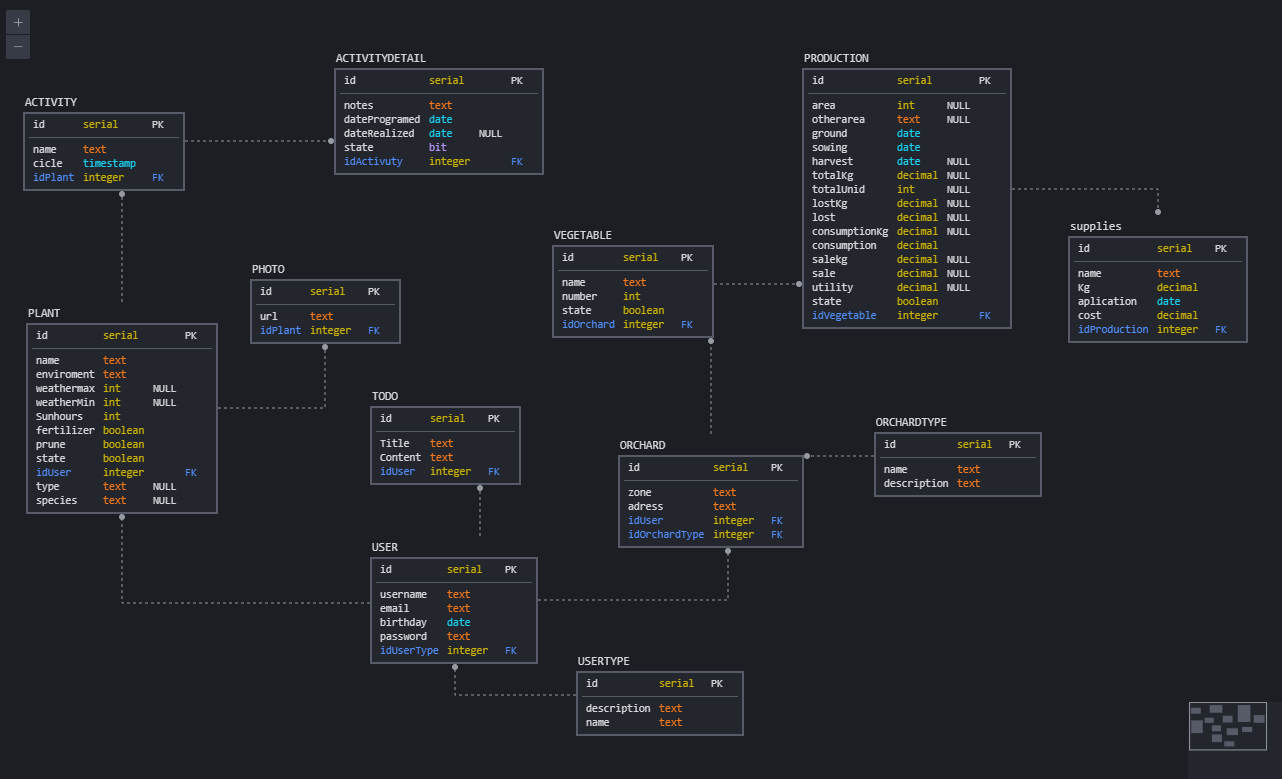 +
−
ACTIVITY
id serial PK
name text
cicle timestamp
idPlant integer FK
ACTIVITYDETAIL
id serial PK
notes text
dateProgramed date
dateRealized date NULL
state bit
idActivuty integer FK
PRODUCTION
id serial PK
area int NULL
otherarea text NULL
ground date
sowing date
harvest date NULL
totalKg decimal NULL
totalUnid int NULL
lostKg decimal NULL
lost decimal NULL
consumptionKg decimal NULL
consumption decimal
salekg decimal NULL
sale decimal NULL
utility decimal NULL
state boolean
idVegetable integer FK
supplies
id serial PK
name text
Kg decimal
aplication date
cost decimal
idProduction integer FK
VEGETABLE
id serial PK
name text
number int
state boolean
idOrchard integer FK
PHOTO
id serial PK
url text
idPlant integer FK
PLANT
id serial PK
name text
enviroment text
weathermax int NULL
weatherMin int NULL
Sunhours int
fertilizer boolean
prune boolean
state boolean
idUser integer FK
type text NULL
species text NULL
TODO
id serial PK
Title text
Content text
idUser integer FK
ORCHARD
id serial PK
zone text
adress text
idUser integer FK
idOrchardType integer FK
ORCHARDTYPE
id serial PK
name text
description text
USER
id serial PK
username text
email text
birthday date
password text
idUserType integer FK
USERTYPE
id serial PK
description text
name text